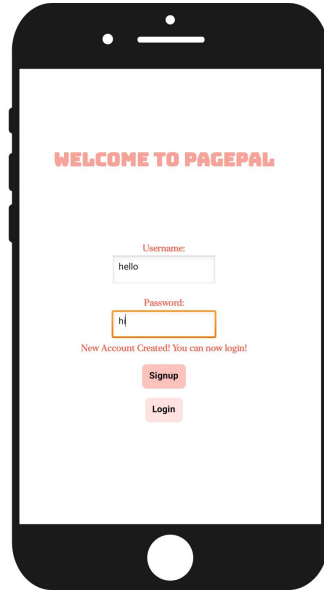 WELCOME TO PAGEPAL
Username:
hello
Password:
hi
New Account Created! You can now login!
Signup
Login